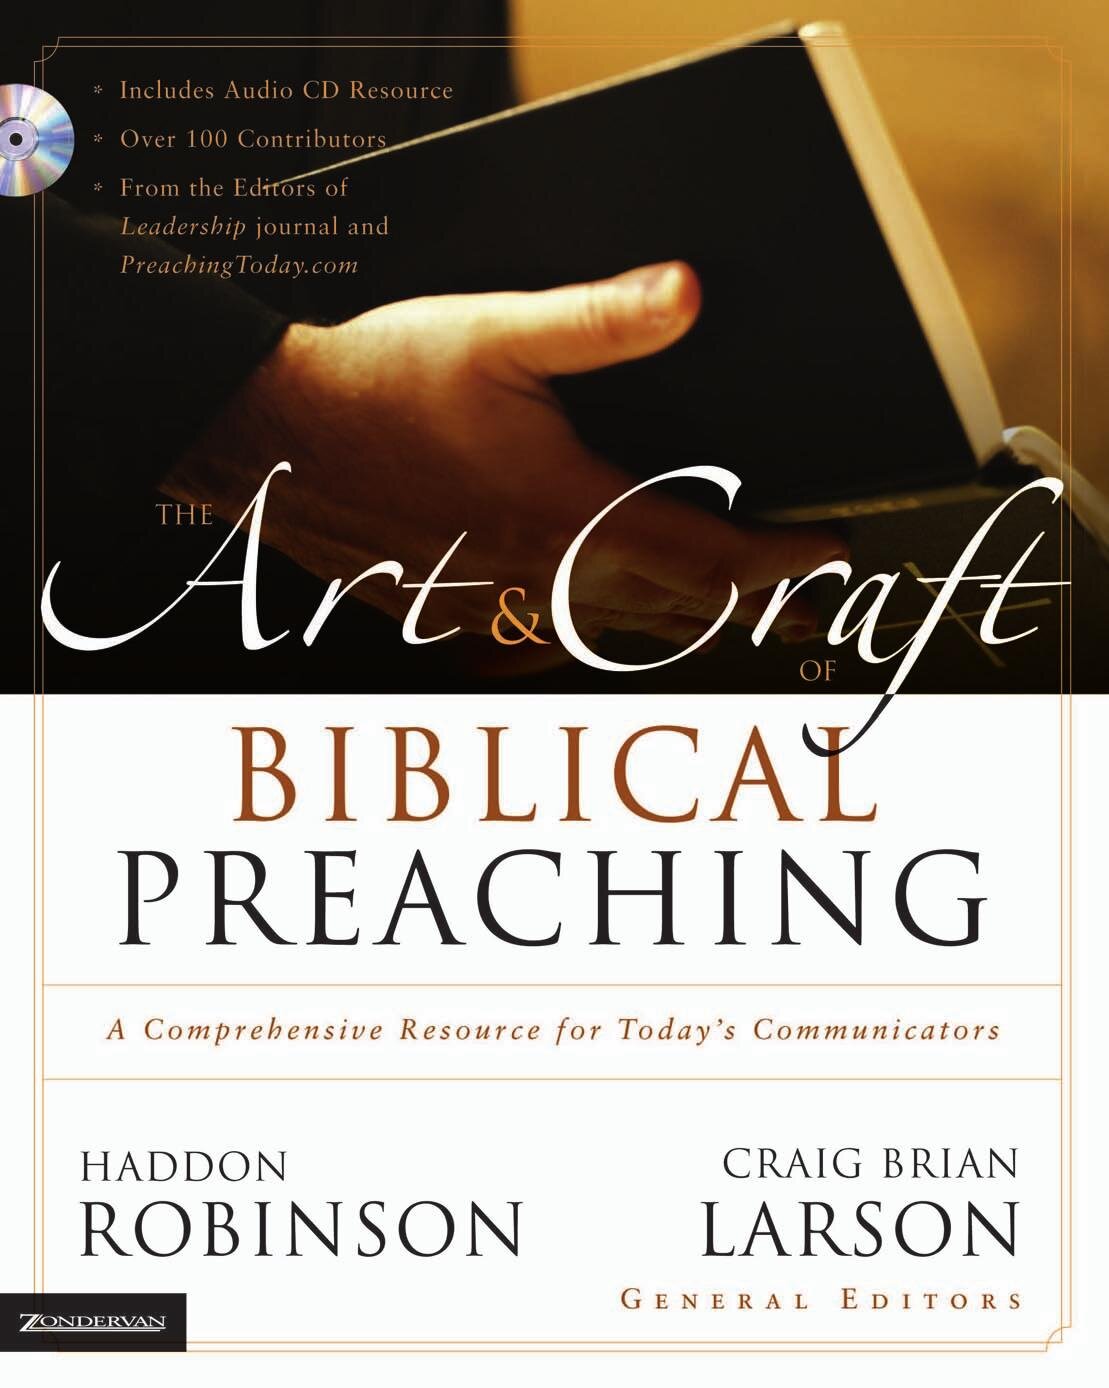 * Includes Audio CD Resource
* Over 100 Contributors
* From the Editors of
Leadership journal and
PreachingToday.com
THE
Art & Craft
OF
BIBLICAL
PREACHING
A Comprehensive Resource for Today's Communicators
HADDON
ROBINSON
CRAIG BRIAN
LARSON
GENERAL EDITORS
ZONDERVAN